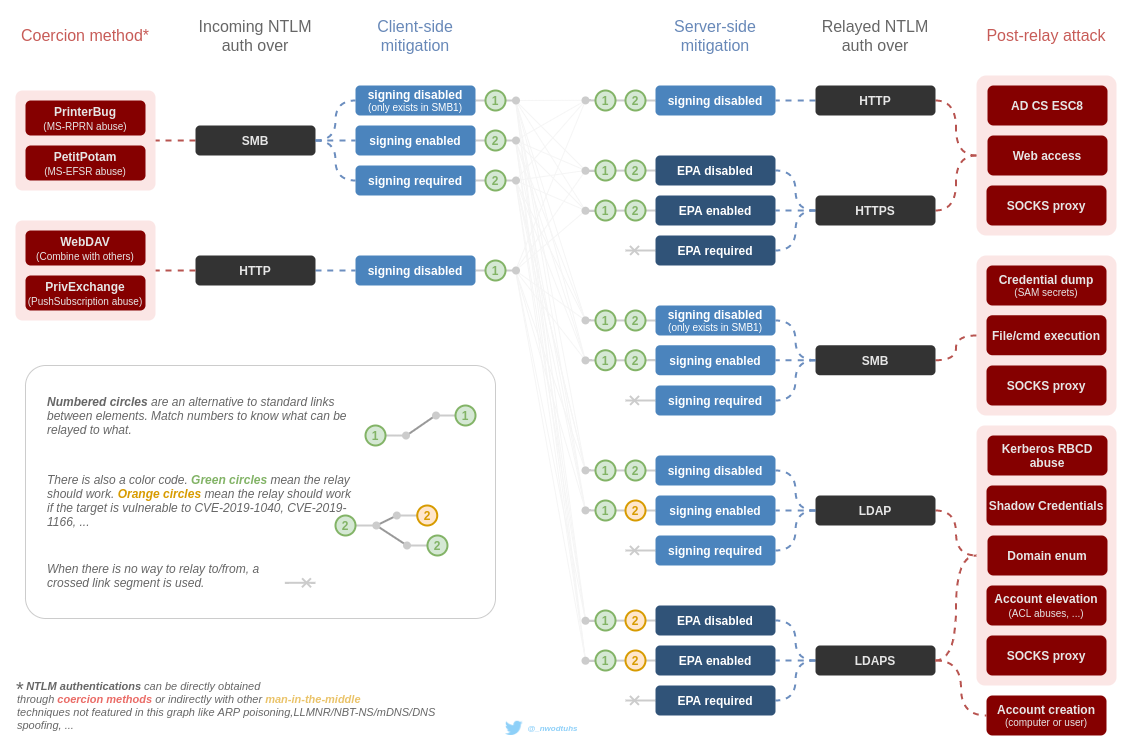 Coercion method*
Incoming NTLM
auth over
Client-side
mitigation
Server-side
mitigation
Relayed NTLM
auth over
Post-relay attack
PrinterBug
(MS-RPRN abuse)
PetitPotam
(MS-EFSR abuse)
SMB
signing disabled
(only exists in SMB1)
1
signing enabled
2
signing required
2
WebDAV
(Combine with others)
PrivExchange
(PushSubscription abuse)
HTTP
signing disabled
1
1 2 signing disabled
HTTP
1 2 EPA disabled
1 2 EPA enabled
EPA required
HTTPS
AD CS ESC8
Web access
SOCKS proxy
1 2 signing disabled
(only exists in SMB1)
1 2 signing enabled
signing required
SMB
Credential dump
(SAM secrets)
File/cmd execution
SOCKS proxy
1 2 signing disabled
1 2 signing enabled
signing required
LDAP
1 2 EPA disabled
1 2 EPA enabled
EPA required
LDAPS
Kerberos RBCD
abuse
Shadow Credentials
Domain enum
Account elevation
(ACL abuses, ...)
SOCKS proxy
Account creation
(computer or user)
Numbered circles are an alternative to standard links
between elements. Match numbers to know what can be
relayed to what.
1
1
There is also a color code. Green circles mean the relay
should work. Orange circles mean the relay should work
if the target is vulnerable to CVE-2019-1040, CVE-2019-
1166, ...
2
2
2
When there is no way to relay to/from, a
crossed link segment is used.
* NTLM authentications can be directly obtained
through coercion methods or indirectly with other man-in-the-middle
techniques not featured in this graph like ARP poisoning,LLMNR/NBT-NS/mDNS/DNS
spoofing, ...
@_nwodtuhs